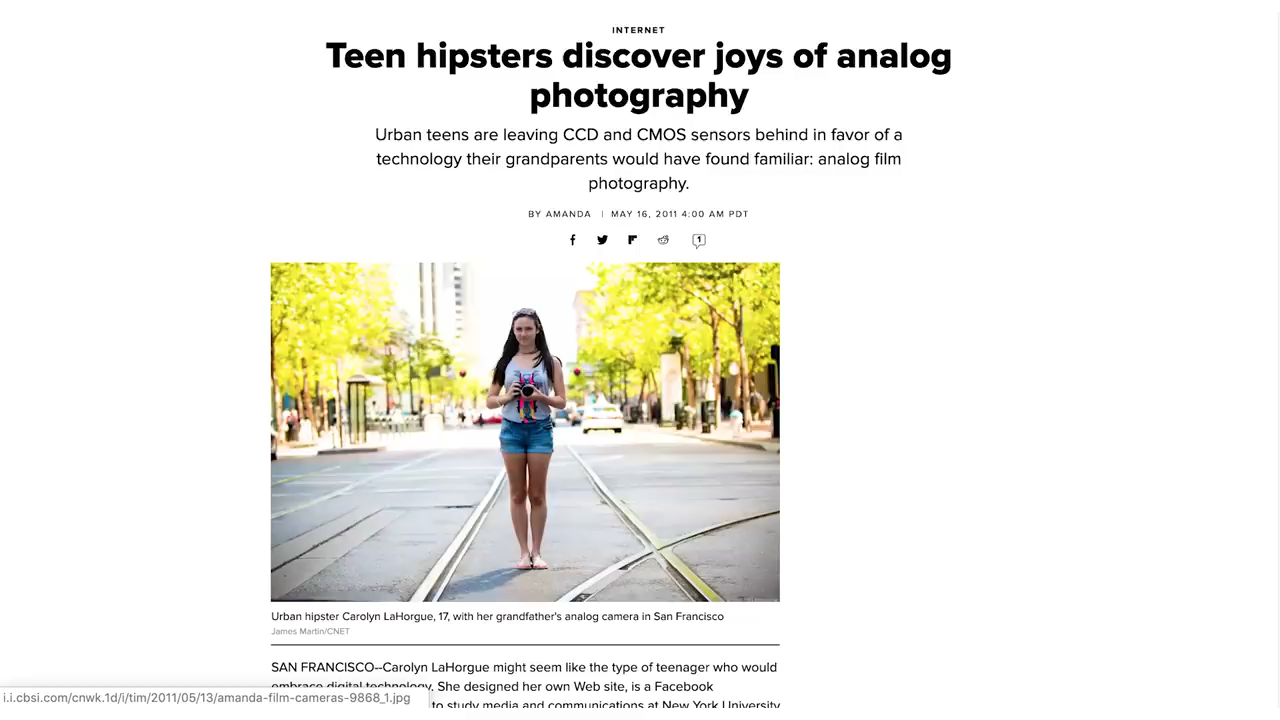 INTERNET
Teen hipsters discover joys of analog
photography
Urban teens are leaving CCD and CMOS sensors behind in favor of a
technology their grandparents would have found familiar: analog film
photography.
BY AMANDA | MAY 16, 2011 4:00 AM PDT
1
Urban hipster Carolyn LaHorgue, 17, with her grandfather's analog camera in San Francisco
James Martin/CNET
SAN FRANCISCO--Carolyn LaHorgue might seem like the type of teenager who would
embrace digital technology. She designed her own Web site, is a Facebook
i.i.cbsi.com/cnwk.1d/i/tim/2011/05/13/amanda-film-cameras-9868_1.jpg
to study media and communications at New York University